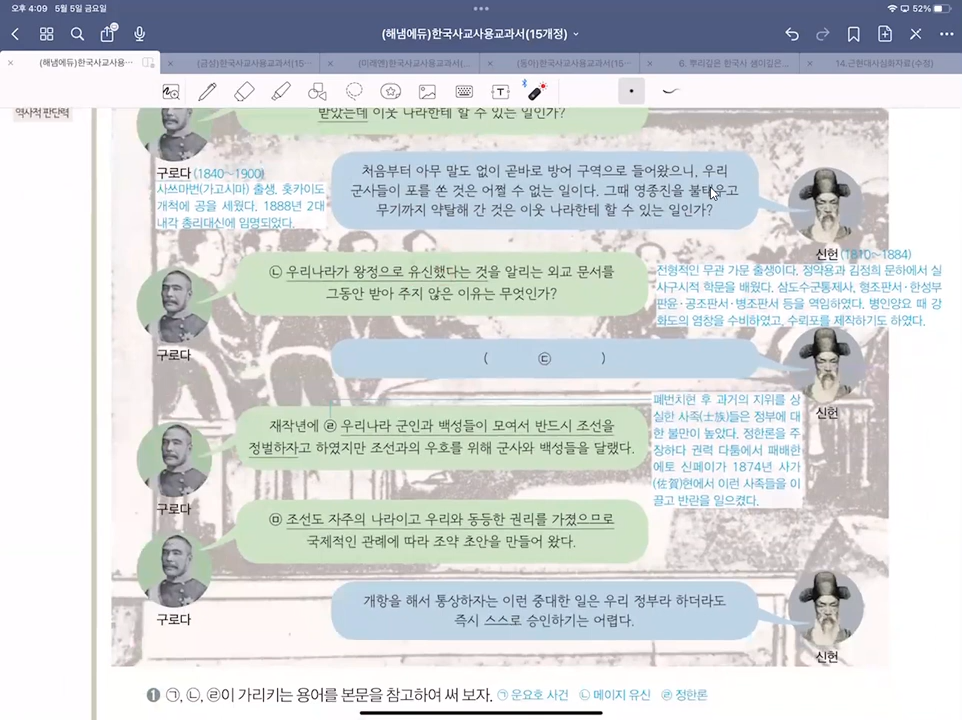 오후 4:09 5월 5일 금요일
52%
(해냄에듀)한국사교사용교과서(15개정)
(해냄에듀)한국사교사용…
(금성)한국사교사용교과서(15…
(미래엔)한국사교사용교과서(…
(동아)한국사교사용교과서(15…
6. 뿌리깊은 한국사 샘이깊은…
14.근현대사심화자료(수정)
역사적 판단력
받았는데 이웃 나라한테 할 수 있는 일인가?
구로다 (1840~1900)
사쓰마번(가고시마) 출생, 홋카이도
개척에 공을 세웠다. 1888년 2대
내각 총리대신에 임명되었다.
처음부터 아무 말도 없이 곧바로 방어 구역으로 들어왔으니, 우리
군사들이 포를 쏜 것은 어쩔 수 없는 일이다. 그때 영종진을 불태우고
무기까지 약탈해 간 것은 이웃 나라한테 할 수 있는 일인가?
신헌 (1810~1884)
전형적인 무관 가문 출생이다. 정약용과 김정희 문하에서 실
사구시적 학문을 배웠다. 삼도수군통제사, 형조판서·한성부
판윤·공조판서·병조판서 등을 역임하였다. 병인양요 때 강
화도의 염창을 수비하였고, 수뢰포를 제작하기도 하였다.
㉡ 우리나라가 왕정으로 유신했다는 것을 알리는 외교 문서를
그동안 받아 주지 않은 이유는 무엇인가?
구로다
( ㉢ )
신헌
폐번치현 후 과거의 지위를 상
실한 사족(士族)들은 정부에 대
한 불만이 높았다. 정한론을 주
장하다 권력 다툼에서 패배한
에토 신페이가 1874년 사가
(佐賀)현에서 이런 사족들을 이
끌고 반란을 일으켰다.
재작년에 ㉣ 우리나라 군인과 백성들이 모여서 반드시 조선을
정벌하자고 하였지만 조선과의 우호를 위해 군사와 백성들을 달랬다.
구로다
㉤ 조선도 자주의 나라이고 우리와 동등한 권리를 가졌으므로
국제적인 관례에 따라 조약 초안을 만들어 왔다.
구로다
개항을 해서 통상하자는 이런 중대한 일은 우리 정부라 하더라도
즉시 스스로 승인하기는 어렵다.
신헌
1 ㉠, ㉡, ㉣이 가리키는 용어를 본문을 참고하여 써 보자. ㉠ 운요호 사건 ㉡ 메이지 유신 ㉣ 정한론